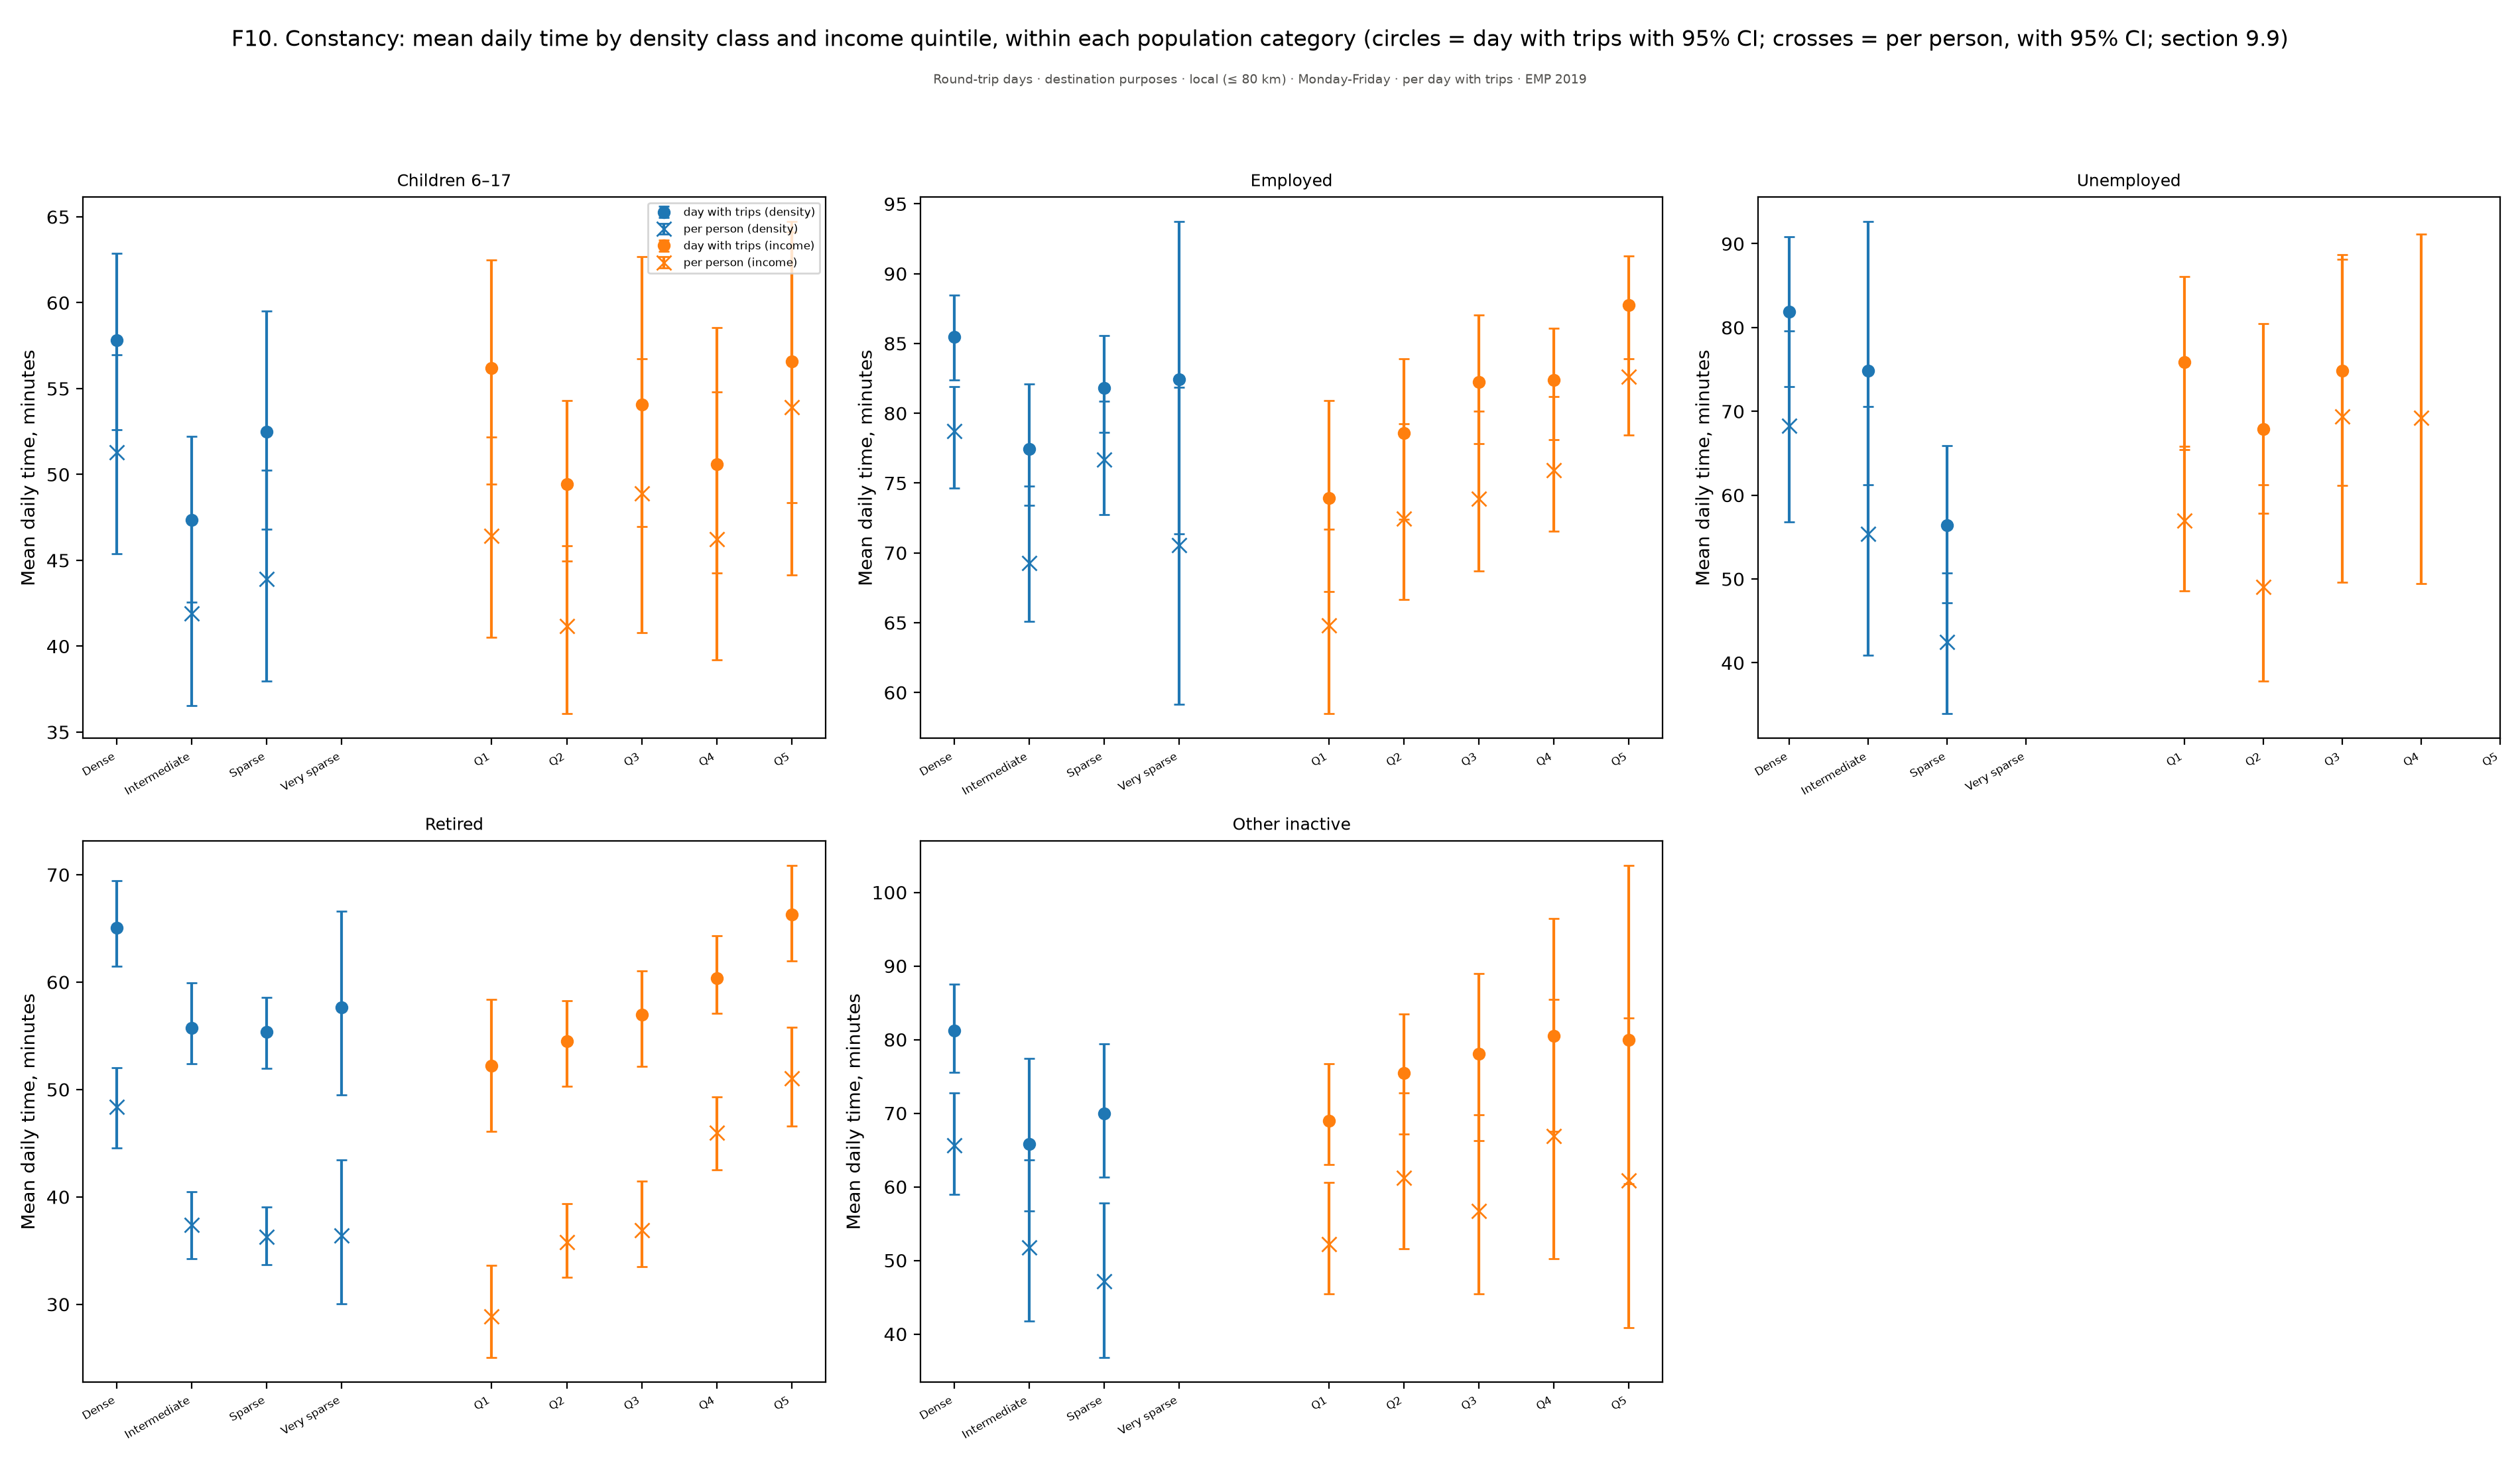 F10. Constancy: mean daily time by density class and income quintile, within each population category (circles = day with trips with 95% CI; crosses = per person, with 95% CI; section 9.9)
Round-trip days · destination purposes · local (≤ 80 km) · Monday-Friday · per day with trips · EMP 2019
Children 6–17
Mean daily time, minutes
65
60
55
50
45
40
35
day with trips (density)
per person (density)
day with trips (income)
per person (income)
Dense
Intermediate
Sparse
Very sparse
Q1
Q2
Q3
Q4
Q5
Employed
Mean daily time, minutes
95
90
85
80
75
70
65
60
Dense
Intermediate
Sparse
Very sparse
Q1
Q2
Q3
Q4
Q5
Unemployed
Mean daily time, minutes
90
80
70
60
50
40
Dense
Intermediate
Sparse
Very sparse
Q1
Q2
Q3
Q4
Q5
Retired
Mean daily time, minutes
70
60
50
40
30
Dense
Intermediate
Sparse
Very sparse
Q1
Q2
Q3
Q4
Q5
Other inactive
Mean daily time, minutes
100
90
80
70
60
50
40
Dense
Intermediate
Sparse
Very sparse
Q1
Q2
Q3
Q4
Q5